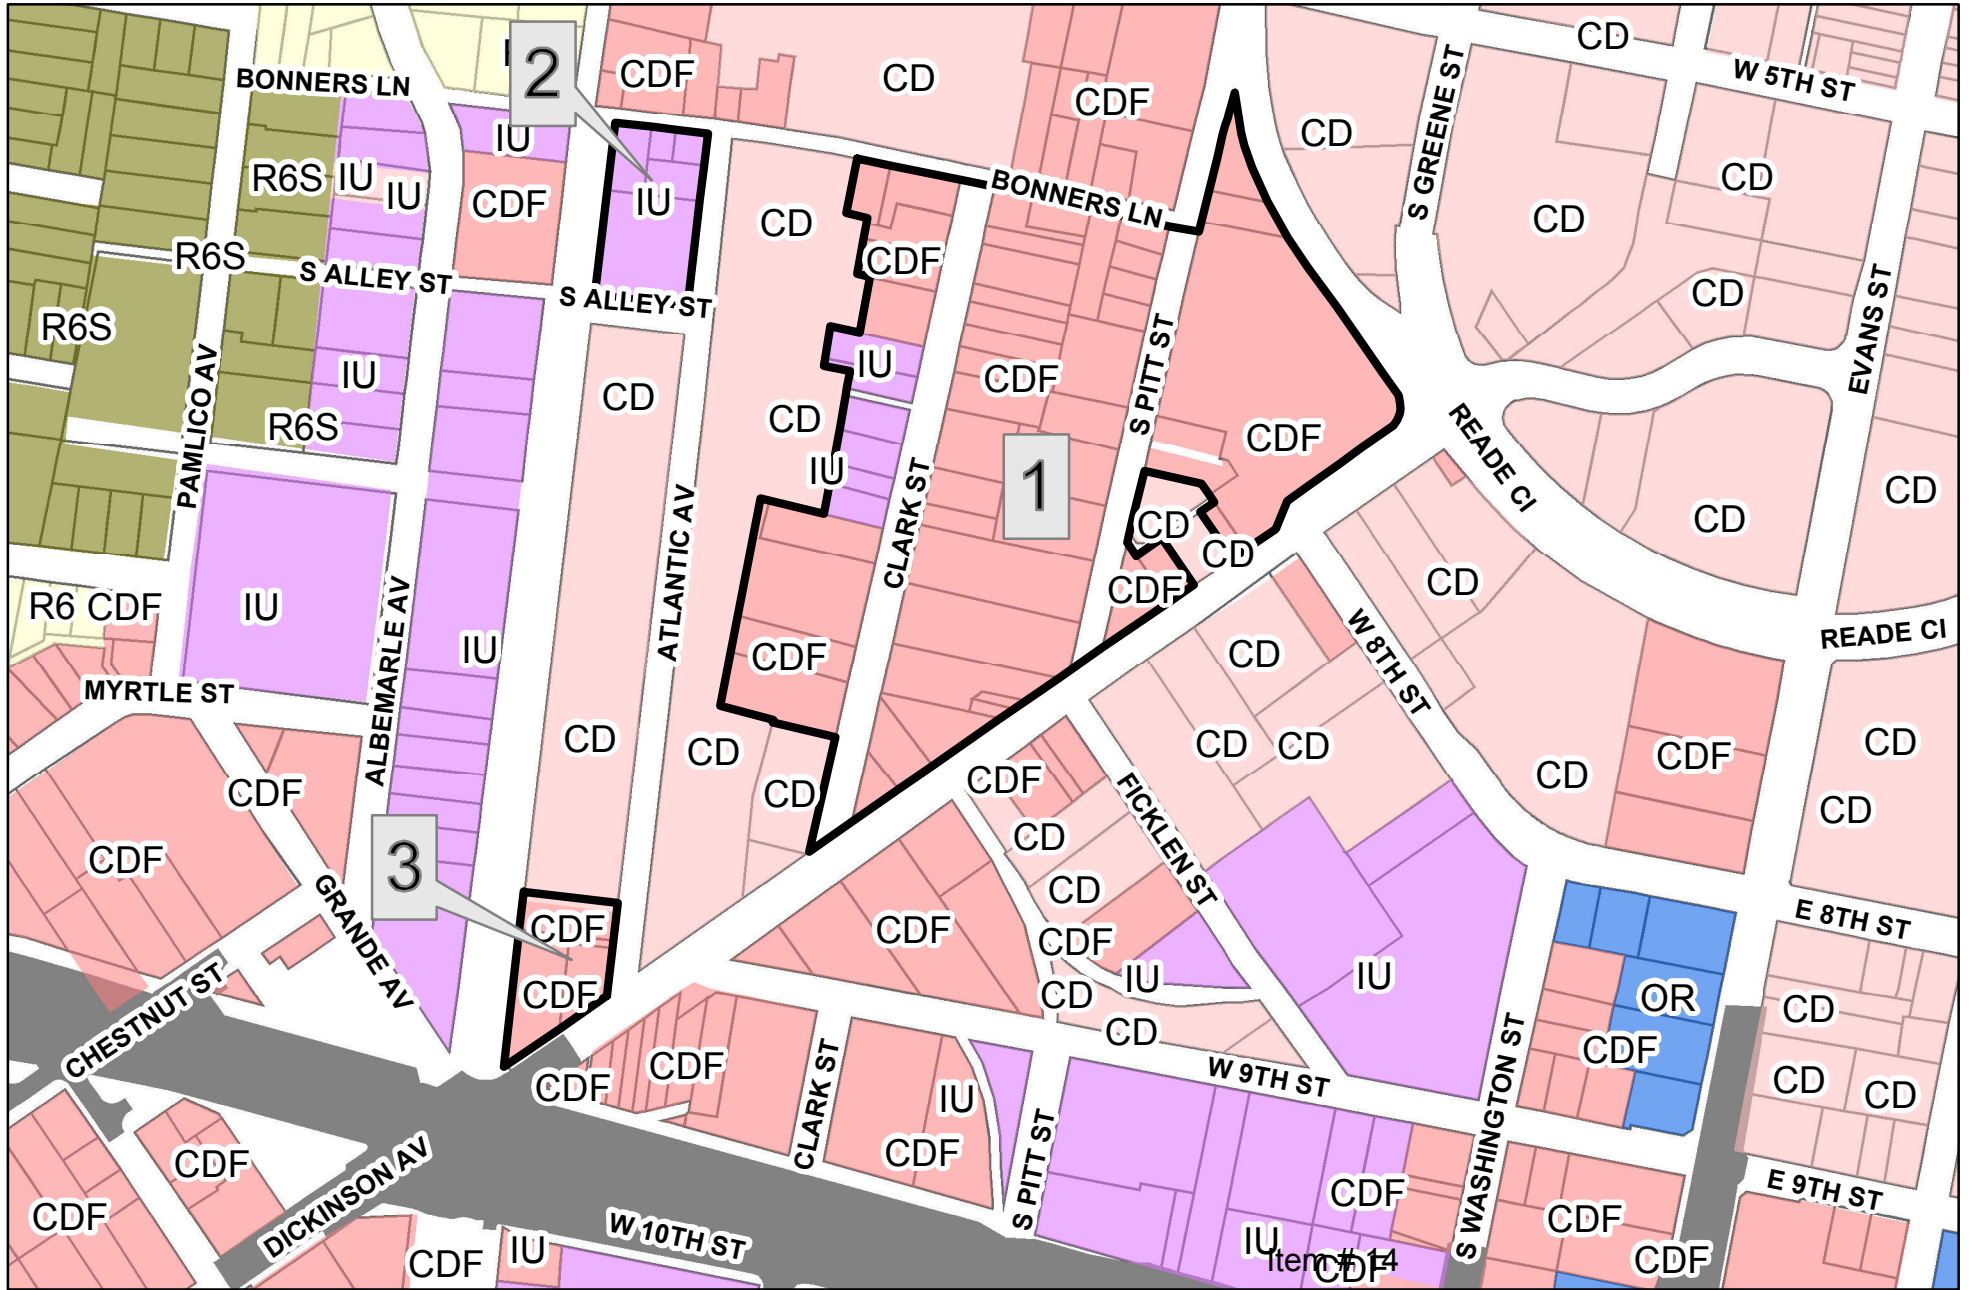 CD
W 5TH ST
BONNERS LN
2
CDF
CD
CDF
CD
S GREENE ST
IU
R6S
IU
IU
CDF
IU
CD
BONNERS LN
CD
CD
R6S
S ALLEY ST
S ALLEY ST
CDF
CD
EVANS ST
R6S
IU
CD
IU
CDF
S PITT ST
PAMLICO AV
R6S
CD
IU
CLARK ST
1
CDF
READE CI
CD
CD
ATLANTIC AV
CD
CD
CDF
CD
R6
CDF
IU
ALBEMARLE AV
IU
CDF
CD
W 8TH ST
READE CI
MYRTLE ST
CD
CD
CD
CD
CD
CDF
CD
CDF
CD
CDF
FICKLEN ST
CD
CD
CDF
3
GRANDE AV
CD
CD
CDF
CDF
CDF
E 8TH ST
CDF
CD
IU
IU
OR
CD
CHESTNUT ST
CDF
CDF
CLARK ST
IU
CD
W 9TH ST
CDF
CD
CD
CDF
CDF
S PITT ST
S WASHINGTON ST
CDF
CDF
DICKINSON AV
W 10TH ST
CDF
IU
IU
CDF
CDF
CDF
E 9TH ST
Item # 14
CDF